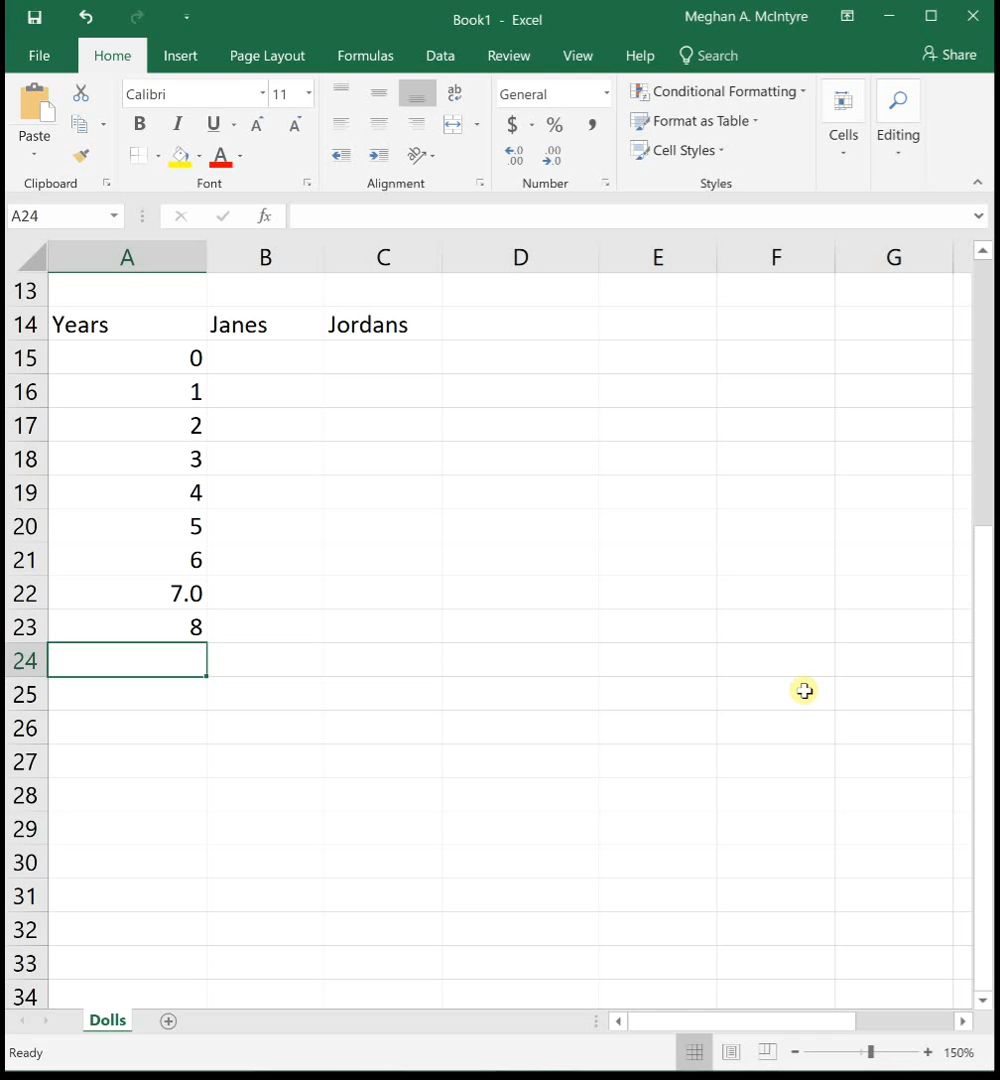 Book1 - Excel
Meghan A. McIntyre
File Home Insert Page Layout Formulas Data Review View Help Search Share
Paste
Calibri 11
B I U A A
A
ab
General
$ % ,
Conditional Formatting
Format as Table
Cell Styles
Cells
Editing
Clipboard Font Alignment Number Styles
A24
fx
A B C D E F G
13
14 Years Janes Jordans
15 0
16 1
17 2
18 3
19 4
20 5
21 6
22 7.0
23 8
24
25
26
27
28
29
30
31
32
33
34
Dolls
Ready
150%